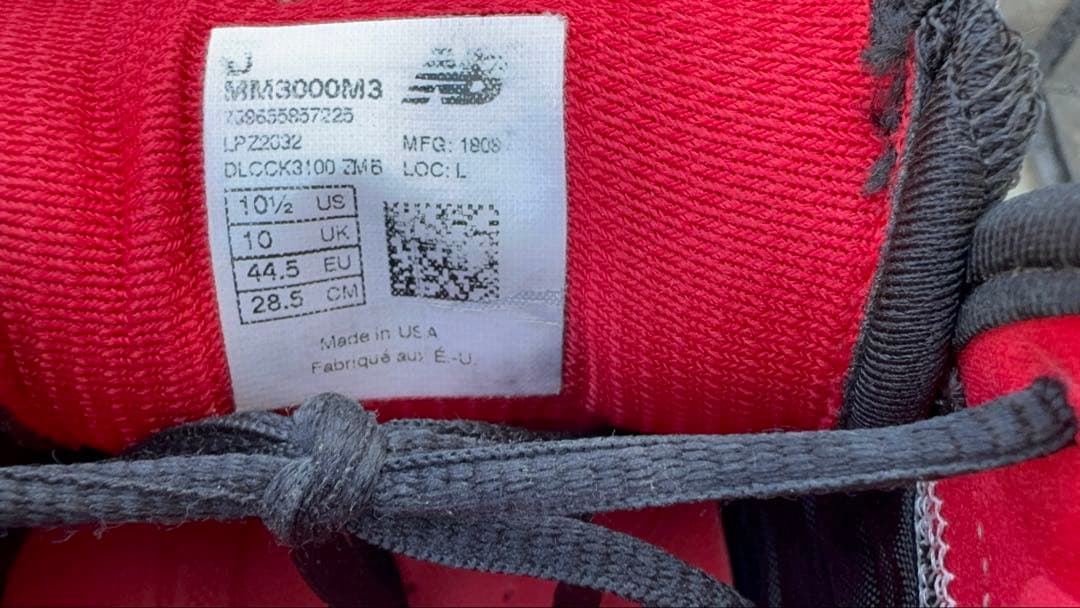 D
MM3000M3
739655857225
LPZ2032
MFG: 1808
DLCCK3100 ZM6
LOC: L
10½ US
10 UK
44.5 EU
28.5 CM
Made in USA
Fabriqué aux É.-U.